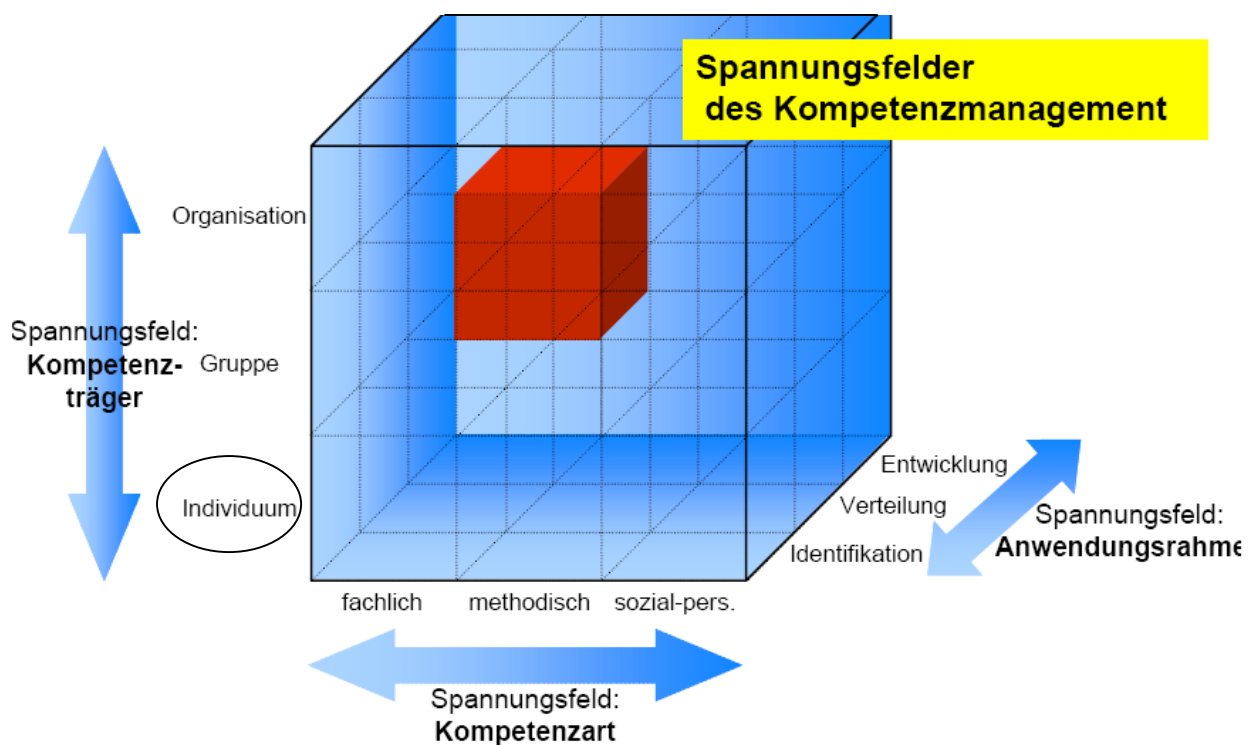 Spannungsfelder
des Kompetenzmanagement
Organisation
Spannungsfeld:
Kompetenz-
träger
Gruppe
Individuum
Entwicklung
Verteilung
Identifikation
Spannungsfeld:
Anwendungsrahme
fachlich
methodisch
sozial-pers.
Spannungsfeld:
Kompetenzart